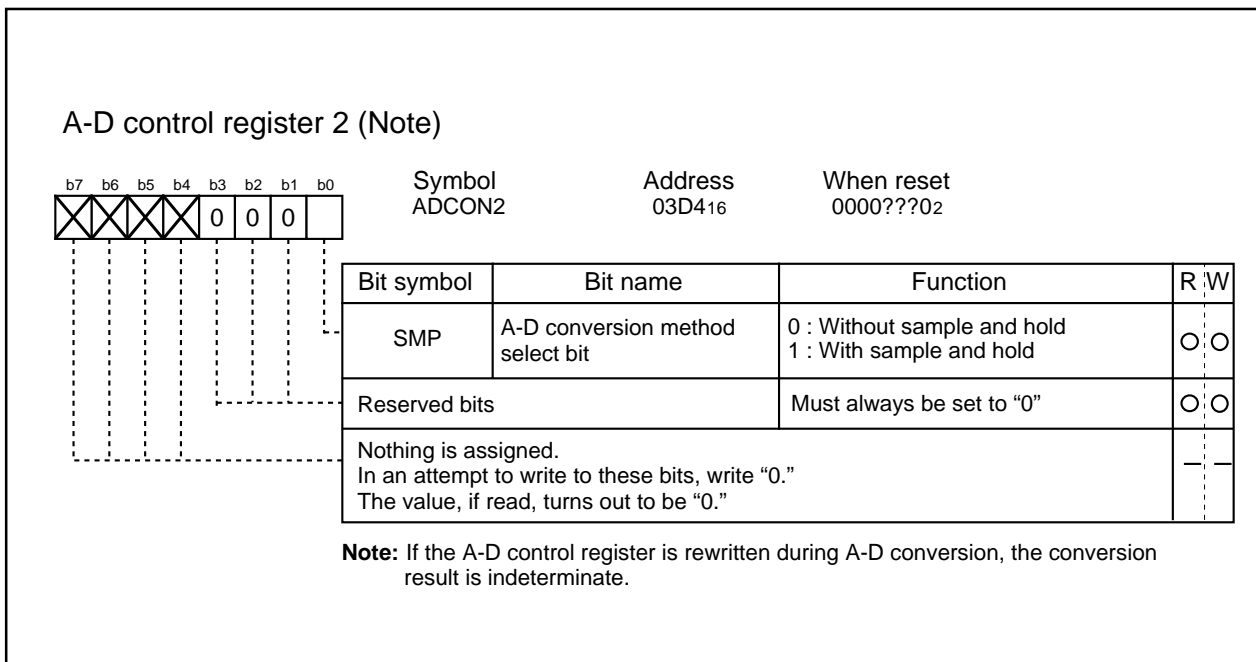 A-D control register 2 (Note)
b7 b6 b5 b4 b3 b2 b1 b0
0 0 0
Symbol Address When reset
ADCON2 03D416 0000???02
Bit symbol Bit name Function R W
SMP A-D conversion method select bit 0 : Without sample and hold
1 : With sample and hold
O O
Reserved bits Must always be set to “0” O O
Nothing is assigned.
In an attempt to write to these bits, write “0.”
The value, if read, turns out to be “0.”
– –
Note: If the A-D control register is rewritten during A-D conversion, the conversion
result is indeterminate.